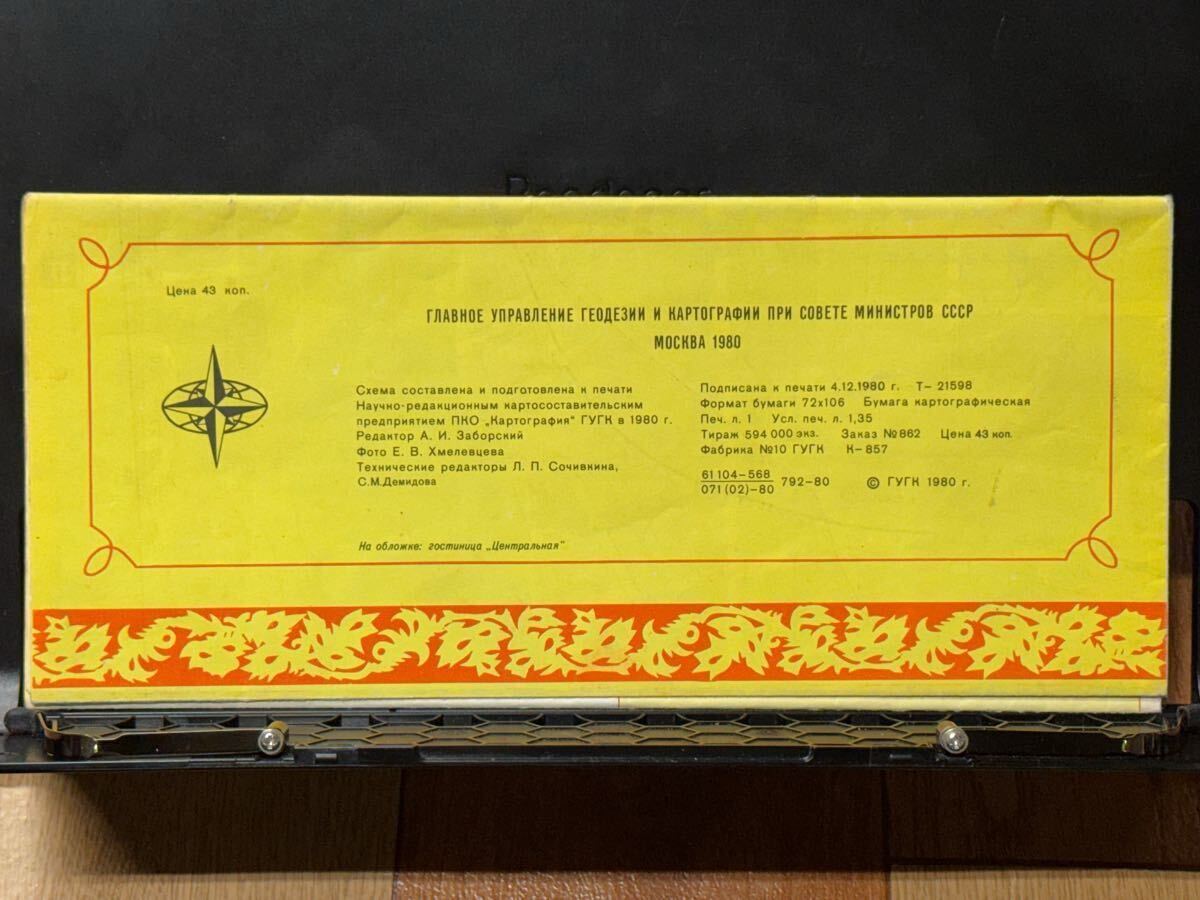 Цена 43 коп.
ГЛАВНОЕ УПРАВЛЕНИЕ ГЕОДЕЗИИ И КАРТОГРАФИИ ПРИ СОВЕТЕ МИНИСТРОВ СССР
МОСКВА 1980
Схема составлена и подготовлена к печати
Научно-редакционным картосоставительским
предприятием ПКО „Картография" ГУГК в 1980 г.
Редактор А. И. Заборский
Фото Е. В. Хмелевцева
Технические редакторы Л. П. Сочивкина,
С.М.Демидова
Подписана к печати 4.12.1980 г. Т- 21598
Формат бумаги 72х106 Бумага картографическая
Печ. л. 1 Усл. печ. л. 1,35
Тираж 594 000 экз. Заказ №862 Цена 43 коп.
Фабрика №10 ГУГК К-857
61 104-568
071 (02)-80
792-80 © ГУГК 1980 г.
На обложке: гостиница „Центральная"